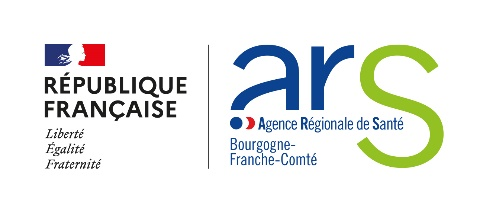 RÉPUBLIQUE
FRANÇAISE
Liberté
Égalité
Fraternité
ars
Agence Régionale de Santé
Bourgogne-
Franche-Comté